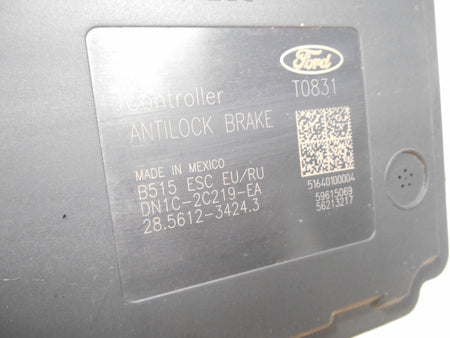 Ford
Controller T0831
ANTILOCK BRAKE
MADE IN MEXICO
B515 ESC EU/RU
DN1C-2C219-EA
28.5612-3424.3
51640100004
59615069
56213217